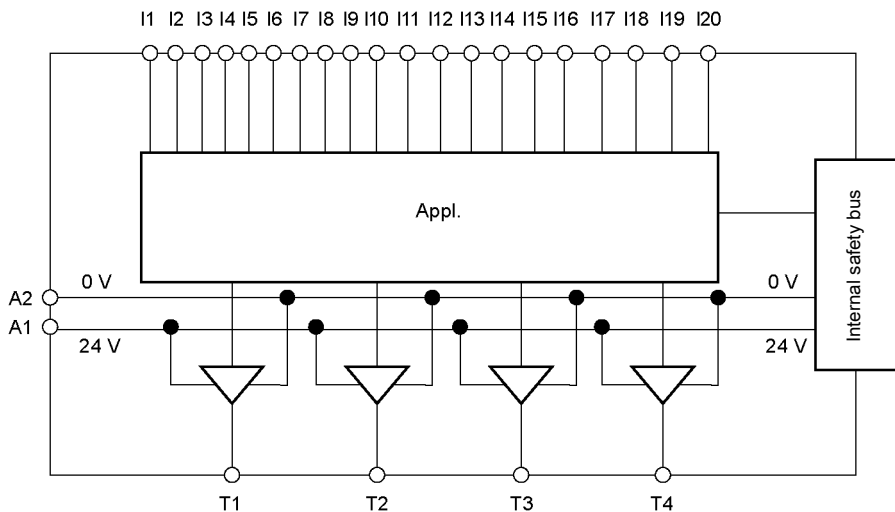 I1 I2 I3 I4 I5 I6 I7 I8 I9 I10 I11 I12 I13 I14 I15 I16 I17 I18 I19 I20
Appl.
Internal safety bus
A2 0 V 0 V
A1
24 V 24 V
T1 T2 T3 T4